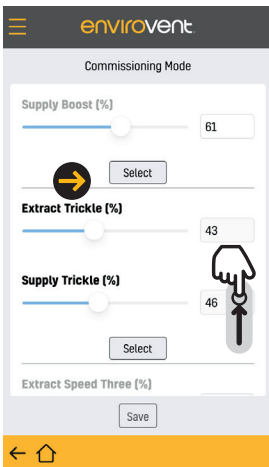 envirovent
Commissioning Mode
Supply Boost (%)
61
Select
Extract Trickle (%)
43
Supply Trickle (%)
46
Select
Extract Speed Three (%)
Save